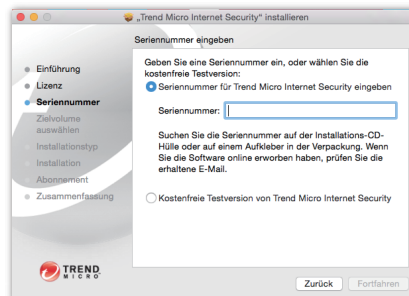 „Trend Micro Internet Security“ installieren
Seriennummer eingeben
Einführung
Lizenz
Seriennummer
Zielvolume
auswählen
Installationstyp
Installation
Abonnement
Zusammenfassung
Geben Sie eine Seriennummer ein, oder wählen Sie die
kostenfreie Testversion:
Seriennummer für Trend Micro Internet Security eingeben
Seriennummer:
Suchen Sie die Seriennummer auf der Installations-CD-
Hülle oder auf einem Aufkleber in der Verpackung. Wenn
Sie die Software online erworben haben, prüfen Sie die
erhaltene E-Mail.
Kostenfreie Testversion von Trend Micro Internet Security
TREND
MICRO
Zurück
Fortfahren